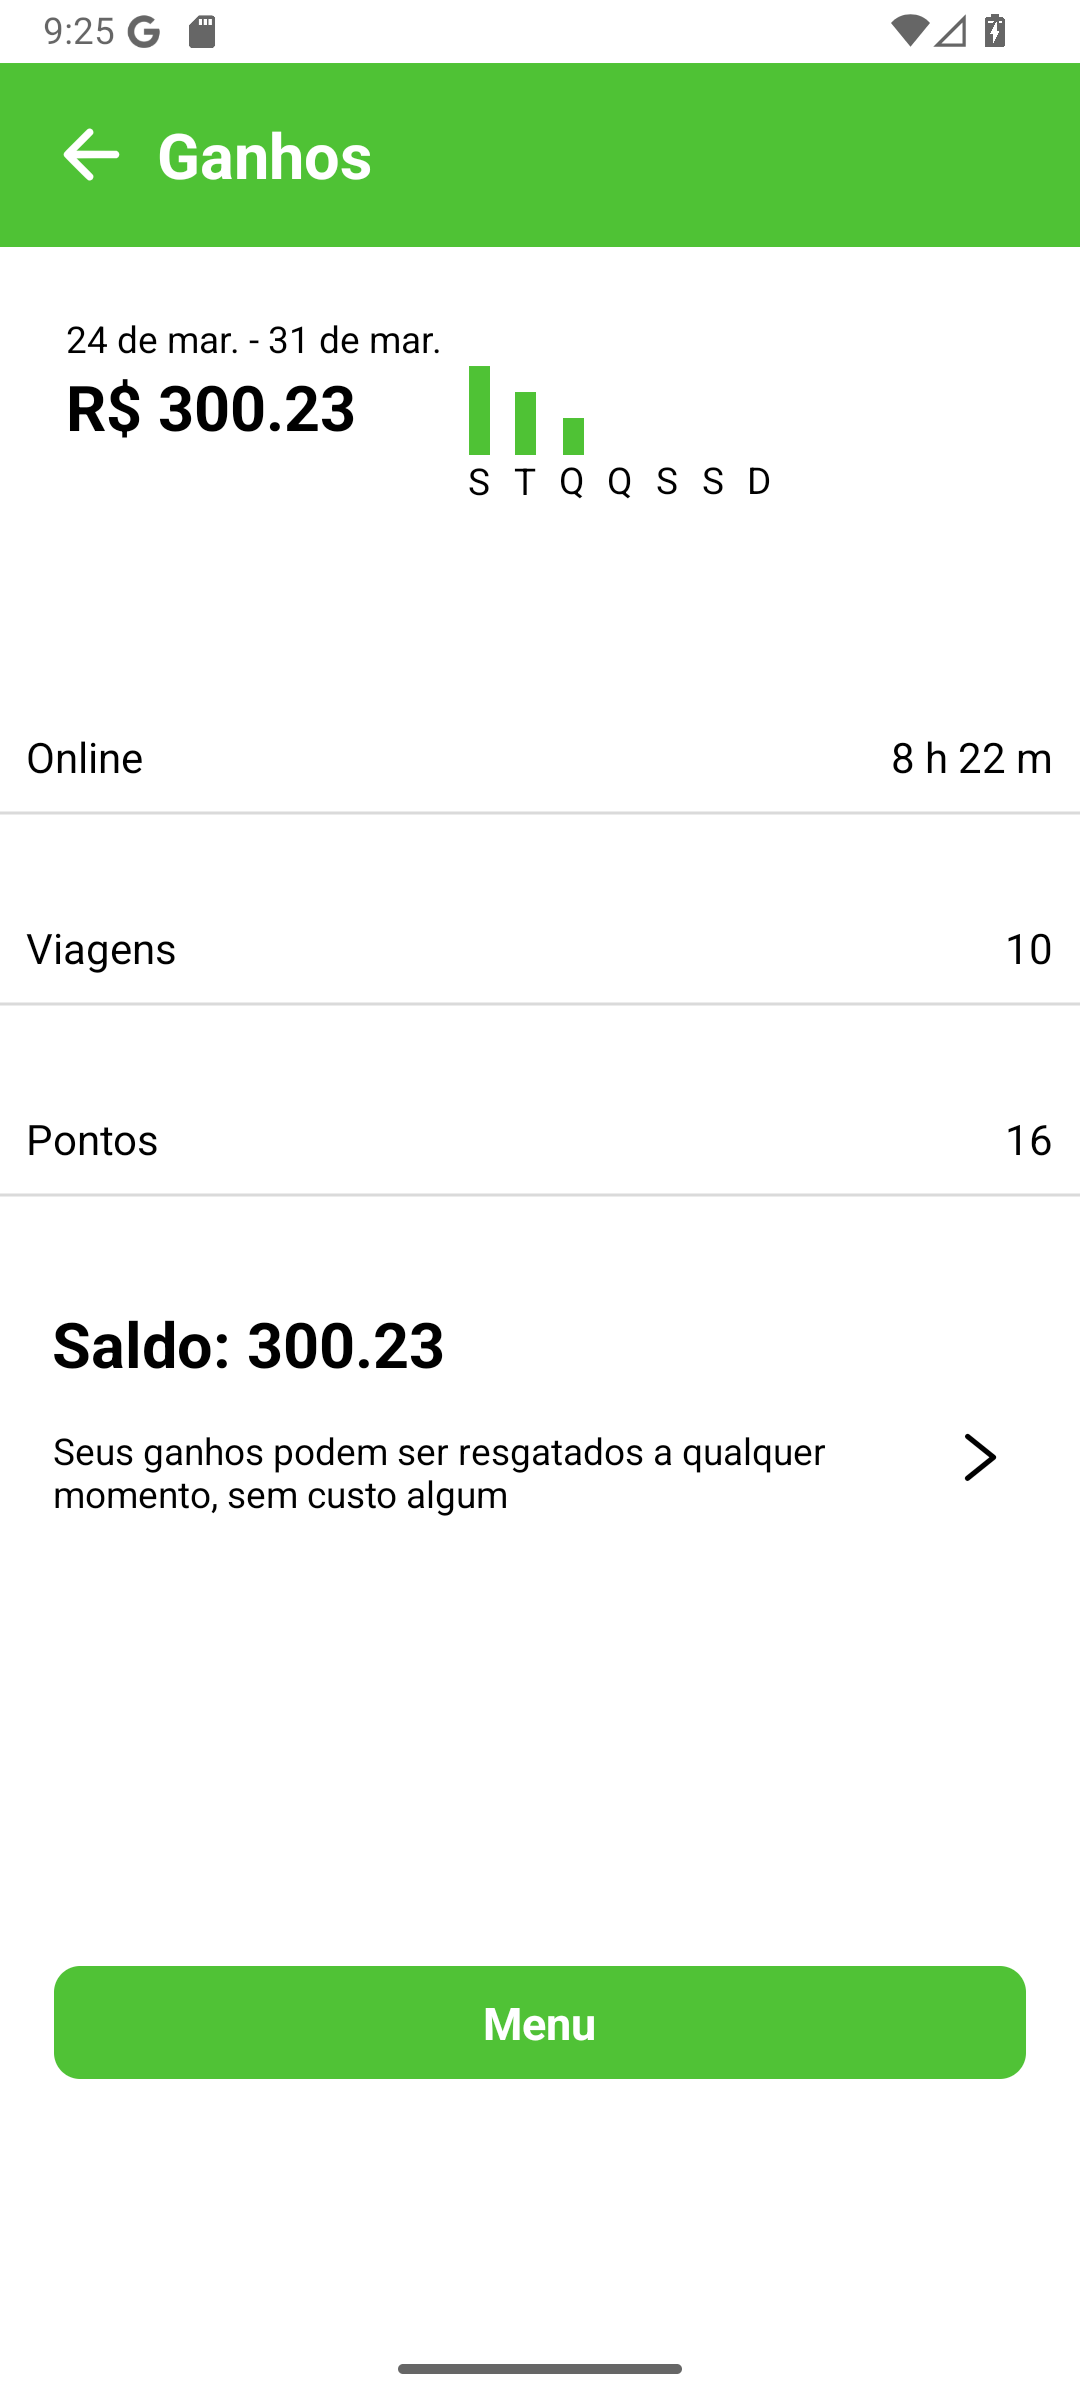 9:25
Ganhos
24 de mar. - 31 de mar.
R$ 300.23
S T Q Q S S D
Online 8 h 22 m
Viagens 10
Pontos 16
Saldo: 300.23
Seus ganhos podem ser resgatados a qualquer
momento, sem custo algum
Menu